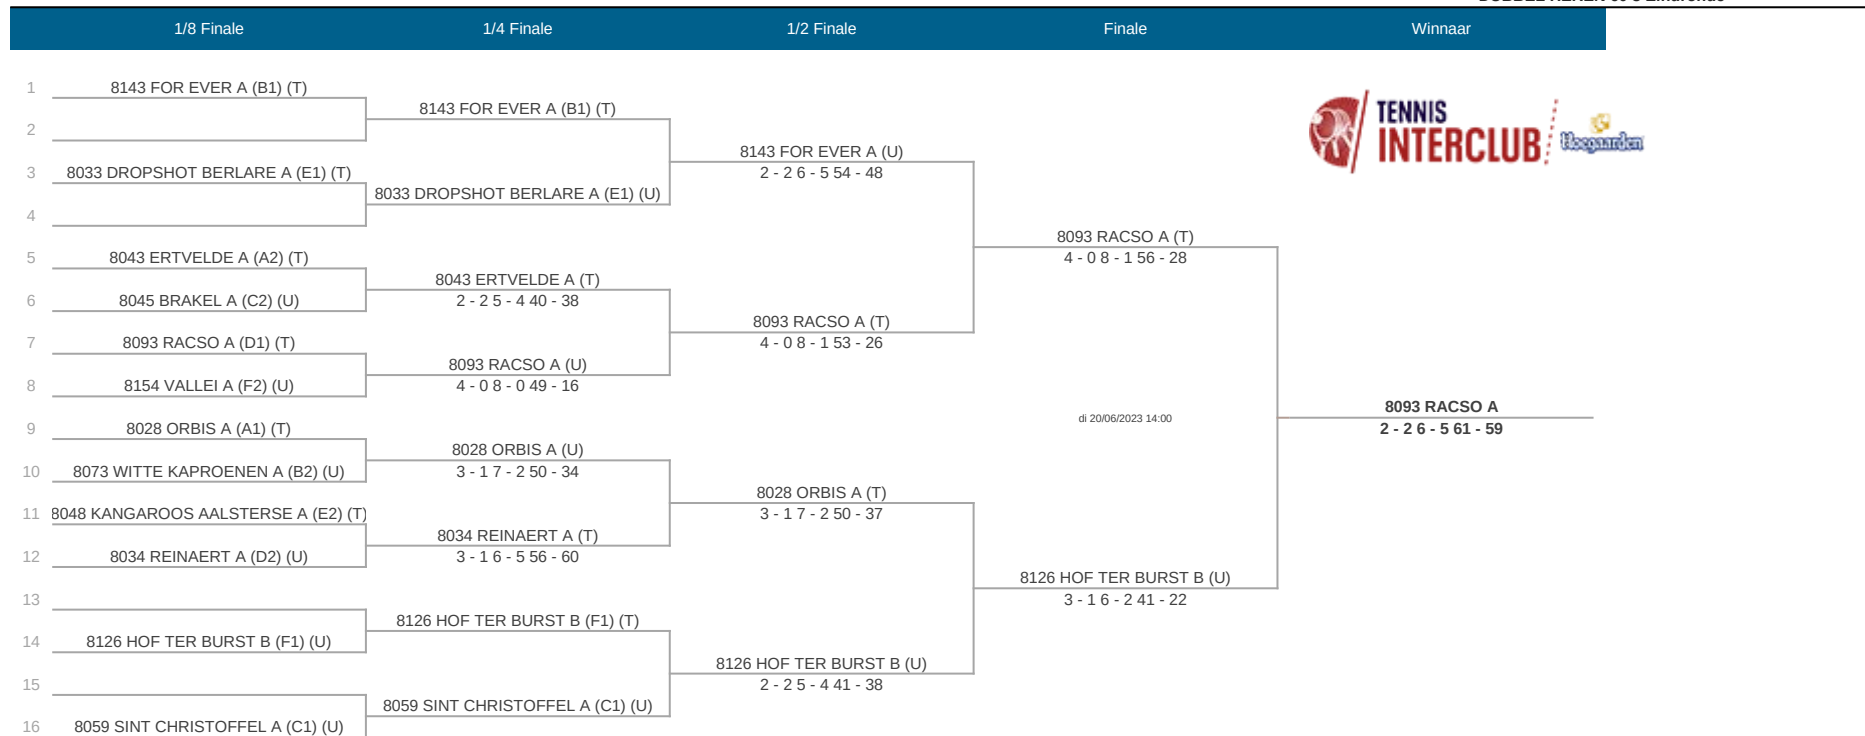 1/8 Finale 1/4 Finale 1/2 Finale Finale Winnaar
1 8143 FOR EVER A (B1) (T)
8143 FOR EVER A (B1) (T)
2
8143 FOR EVER A (U)
2 - 2 6 - 5 54 - 48
3 8033 DROPSHOT BERLARE A (E1) (T)
8033 DROPSHOT BERLARE A (E1) (U)
4
8093 RACSO A (T)
4 - 0 8 - 1 56 - 28
5 8043 ERTVELDE A (A2) (T)
8043 ERTVELDE A (T)
2 - 2 5 - 4 40 - 38
6 8045 BRAKEL A (C2) (U)
8093 RACSO A (T)
4 - 0 8 - 1 53 - 26
7 8093 RACSO A (D1) (T)
8093 RACSO A (U)
4 - 0 8 - 0 49 - 16
8 8154 VALLEI A (F2) (U)
8093 RACSO A
2 - 2 6 - 5 61 - 59
di 20/06/2023 14:00
9 8028 ORBIS A (A1) (T)
8028 ORBIS A (U)
3 - 1 7 - 2 50 - 34
10 8073 WITTE KAPROENEN A (B2) (U)
8028 ORBIS A (T)
3 - 1 7 - 2 50 - 37
11 8048 KANGAROOS AALSTERSE A (E2) (T)
8034 REINAERT A (T)
3 - 1 6 - 5 56 - 60
12 8034 REINAERT A (D2) (U)
8126 HOF TER BURST B (U)
3 - 1 6 - 2 41 - 22
13
8126 HOF TER BURST B (F1) (T)
14 8126 HOF TER BURST B (F1) (U)
8126 HOF TER BURST B (U)
2 - 2 5 - 4 41 - 38
15
8059 SINT CHRISTOFFEL A (C1) (U)
16 8059 SINT CHRISTOFFEL A (C1) (U)
TENNIS
INTERCLUB
Hoegaarden